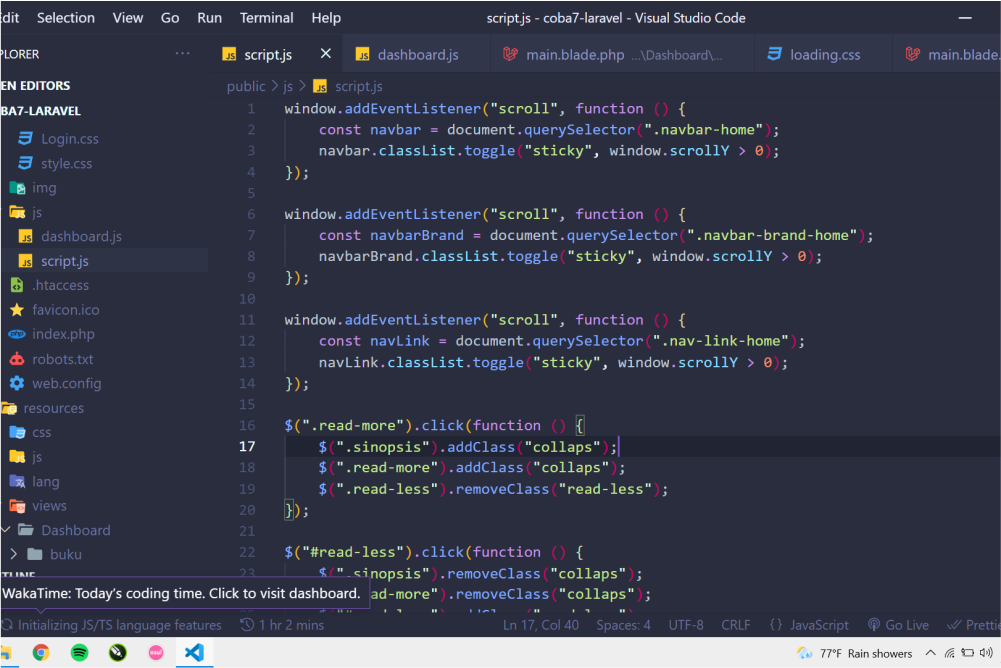 dit Selection View Go Run Terminal Help script.js - coba7-laravel - Visual Studio Code
PLORER ··· JS script.js × JS dashboard.js main.blade.php ...\Dashboard\... loading.css main.blade.
public > js > JS script.js
EN EDITORS
BA7-LARAVEL
Login.css
style.css
img
js
JS dashboard.js
JS script.js
.htaccess
favicon.ico
php index.php
robots.txt
web.config
resources
css
js
lang
views
Dashboard
buku
TLINE
1 window.addEventListener("scroll", function () {
2 const navbar = document.querySelector(".navbar-home");
3 navbar.classList.toggle("sticky", window.scrollY > 0);
4 });
5
6 window.addEventListener("scroll", function () {
7 const navbarBrand = document.querySelector(".navbar-brand-home");
8 navbarBrand.classList.toggle("sticky", window.scrollY > 0);
9 });
10
11 window.addEventListener("scroll", function () {
12 const navLink = document.querySelector(".nav-link-home");
13 navLink.classList.toggle("sticky", window.scrollY > 0);
14 });
15
16 $(".read-more").click(function () {
17 $(".sinopsis").addClass("collaps");
18 $(".read-more").addClass("collaps");
19 $(".read-less").removeClass("read-less");
20 });
21
22 $("#read-less").click(function () {
23 $(".sinopsis").removeClass("collaps");
ad-more").removeClass("collaps");
WakaTime: Today's coding time. Click to visit dashboard.
Initializing JS/TS language features 1 hr 2 mins Ln 17, Col 40 Spaces: 4 UTF-8 CRLF {} JavaScript Go Live Prettie
77°F Rain showers